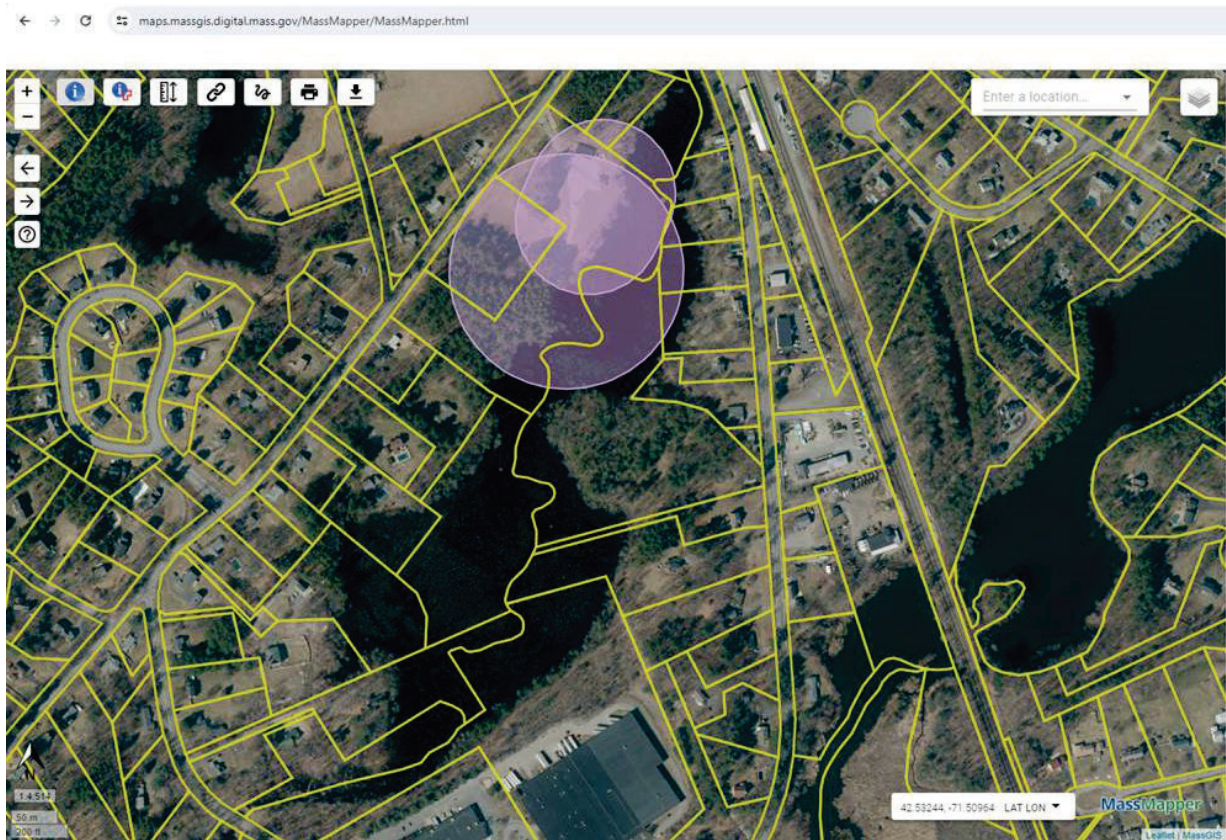 maps.massgis.digital.mass.gov/MassMapper/MassMapper.html
+
Enter a location...
−
N
1:4,514
50 m
200 ft
42.53244, -71.50964 LAT LON
MassMapper
Leaflet | MassGIS